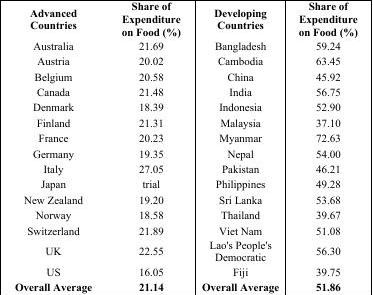 Advanced Countries Share of Expenditure on Food (%) Developing Countries Share of Expenditure on Food (%)
Australia 21.69 Bangladesh 59.24
Austria 20.02 Cambodia 63.45
Belgium 20.58 China 45.92
Canada 21.48 India 56.75
Denmark 18.39 Indonesia 52.90
Finland 21.31 Malaysia 37.10
France 20.23 Myanmar 72.63
Germany 19.35 Nepal 54.00
Italy 27.05 Pakistan 46.21
Japan trial Philippines 49.28
New Zealand 19.20 Sri Lanka 53.68
Norway 18.58 Thailand 39.67
Switzerland 21.89 Viet Nam 51.08
UK 22.55 Lao's People's Democratic 56.30
US 16.05 Fiji 39.75
Overall Average 21.14 Overall Average 51.86